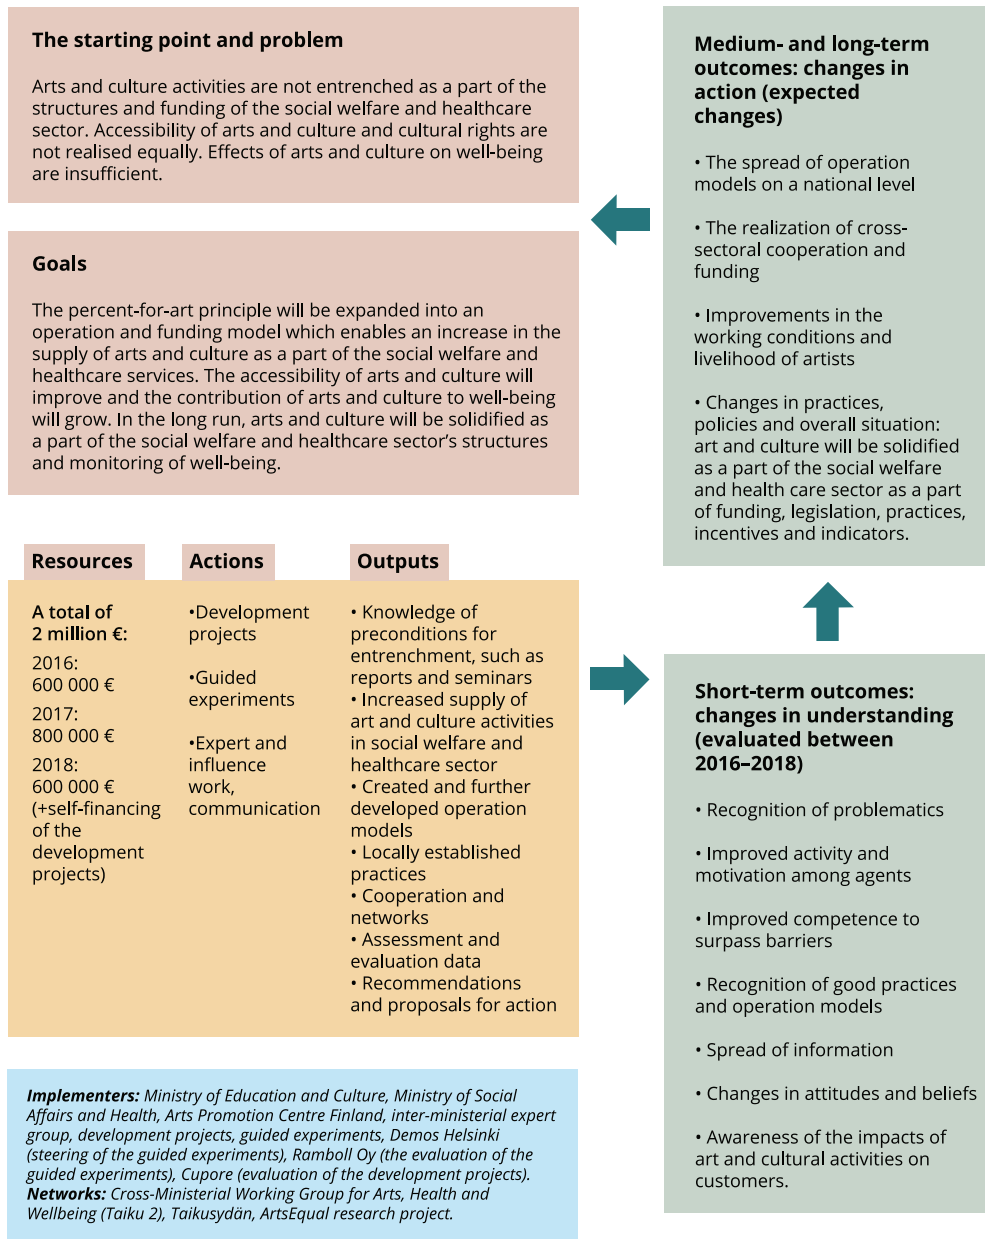 The starting point and problem
Arts and culture activities are not entrenched as a part of the
structures and funding of the social welfare and healthcare
sector. Accessibility of arts and culture and cultural rights are
not realised equally. Effects of arts and culture on well-being
are insufficient.
Goals
The percent-for-art principle will be expanded into an
operation and funding model which enables an increase in the
supply of arts and culture as a part of the social welfare and
healthcare services. The accessibility of arts and culture will
improve and the contribution of arts and culture to well-being
will grow. In the long run, arts and culture will be solidified as
a part of the social welfare and healthcare sector's structures
and monitoring of well-being.
Resources
A total of
2 million €:
2016:
600 000 €
2017:
800 000 €
2018:
600 000 €
(+self-financing
of the
development
projects)
Actions
•Development
projects
•Guided
experiments
•Expert and
influence
work,
communication
Outputs
• Knowledge of
preconditions for
entrenchment, such as
reports and seminars
• Increased supply of
art and culture activities
in social welfare and
healthcare sector
• Created and further
developed operation
models
• Locally established
practices
• Cooperation and
networks
• Assessment and
evaluation data
• Recommendations
and proposals for action
Short-term outcomes:
changes in understanding
(evaluated between
2016–2018)
• Recognition of problematics
• Improved activity and
motivation among agents
• Improved competence to
surpass barriers
• Recognition of good practices
and operation models
• Spread of information
• Changes in attitudes and beliefs
• Awareness of the impacts of
art and cultural activities on
customers.
Medium- and long-term
outcomes: changes in
action (expected
changes)
• The spread of operation
models on a national level
• The realization of cross-
sectoral cooperation and
funding
• Improvements in the
working conditions and
livelihood of artists
• Changes in practices,
policies and overall situation:
art and culture will be solidified
as a part of the social welfare
and health care sector as a part
of funding, legislation, practices,
incentives and indicators.
Implementers: Ministry of Education and Culture, Ministry of Social
Affairs and Health, Arts Promotion Centre Finland, inter-ministerial expert
group, development projects, guided experiments, Demos Helsinki
(steering of the guided experiments), Ramboll Oy (the evaluation of the
guided experiments), Cupore (evaluation of the development projects).
Networks: Cross-Ministerial Working Group for Arts, Health and
Wellbeing (Taiku 2), Taikusydän, ArtsEqual research project.